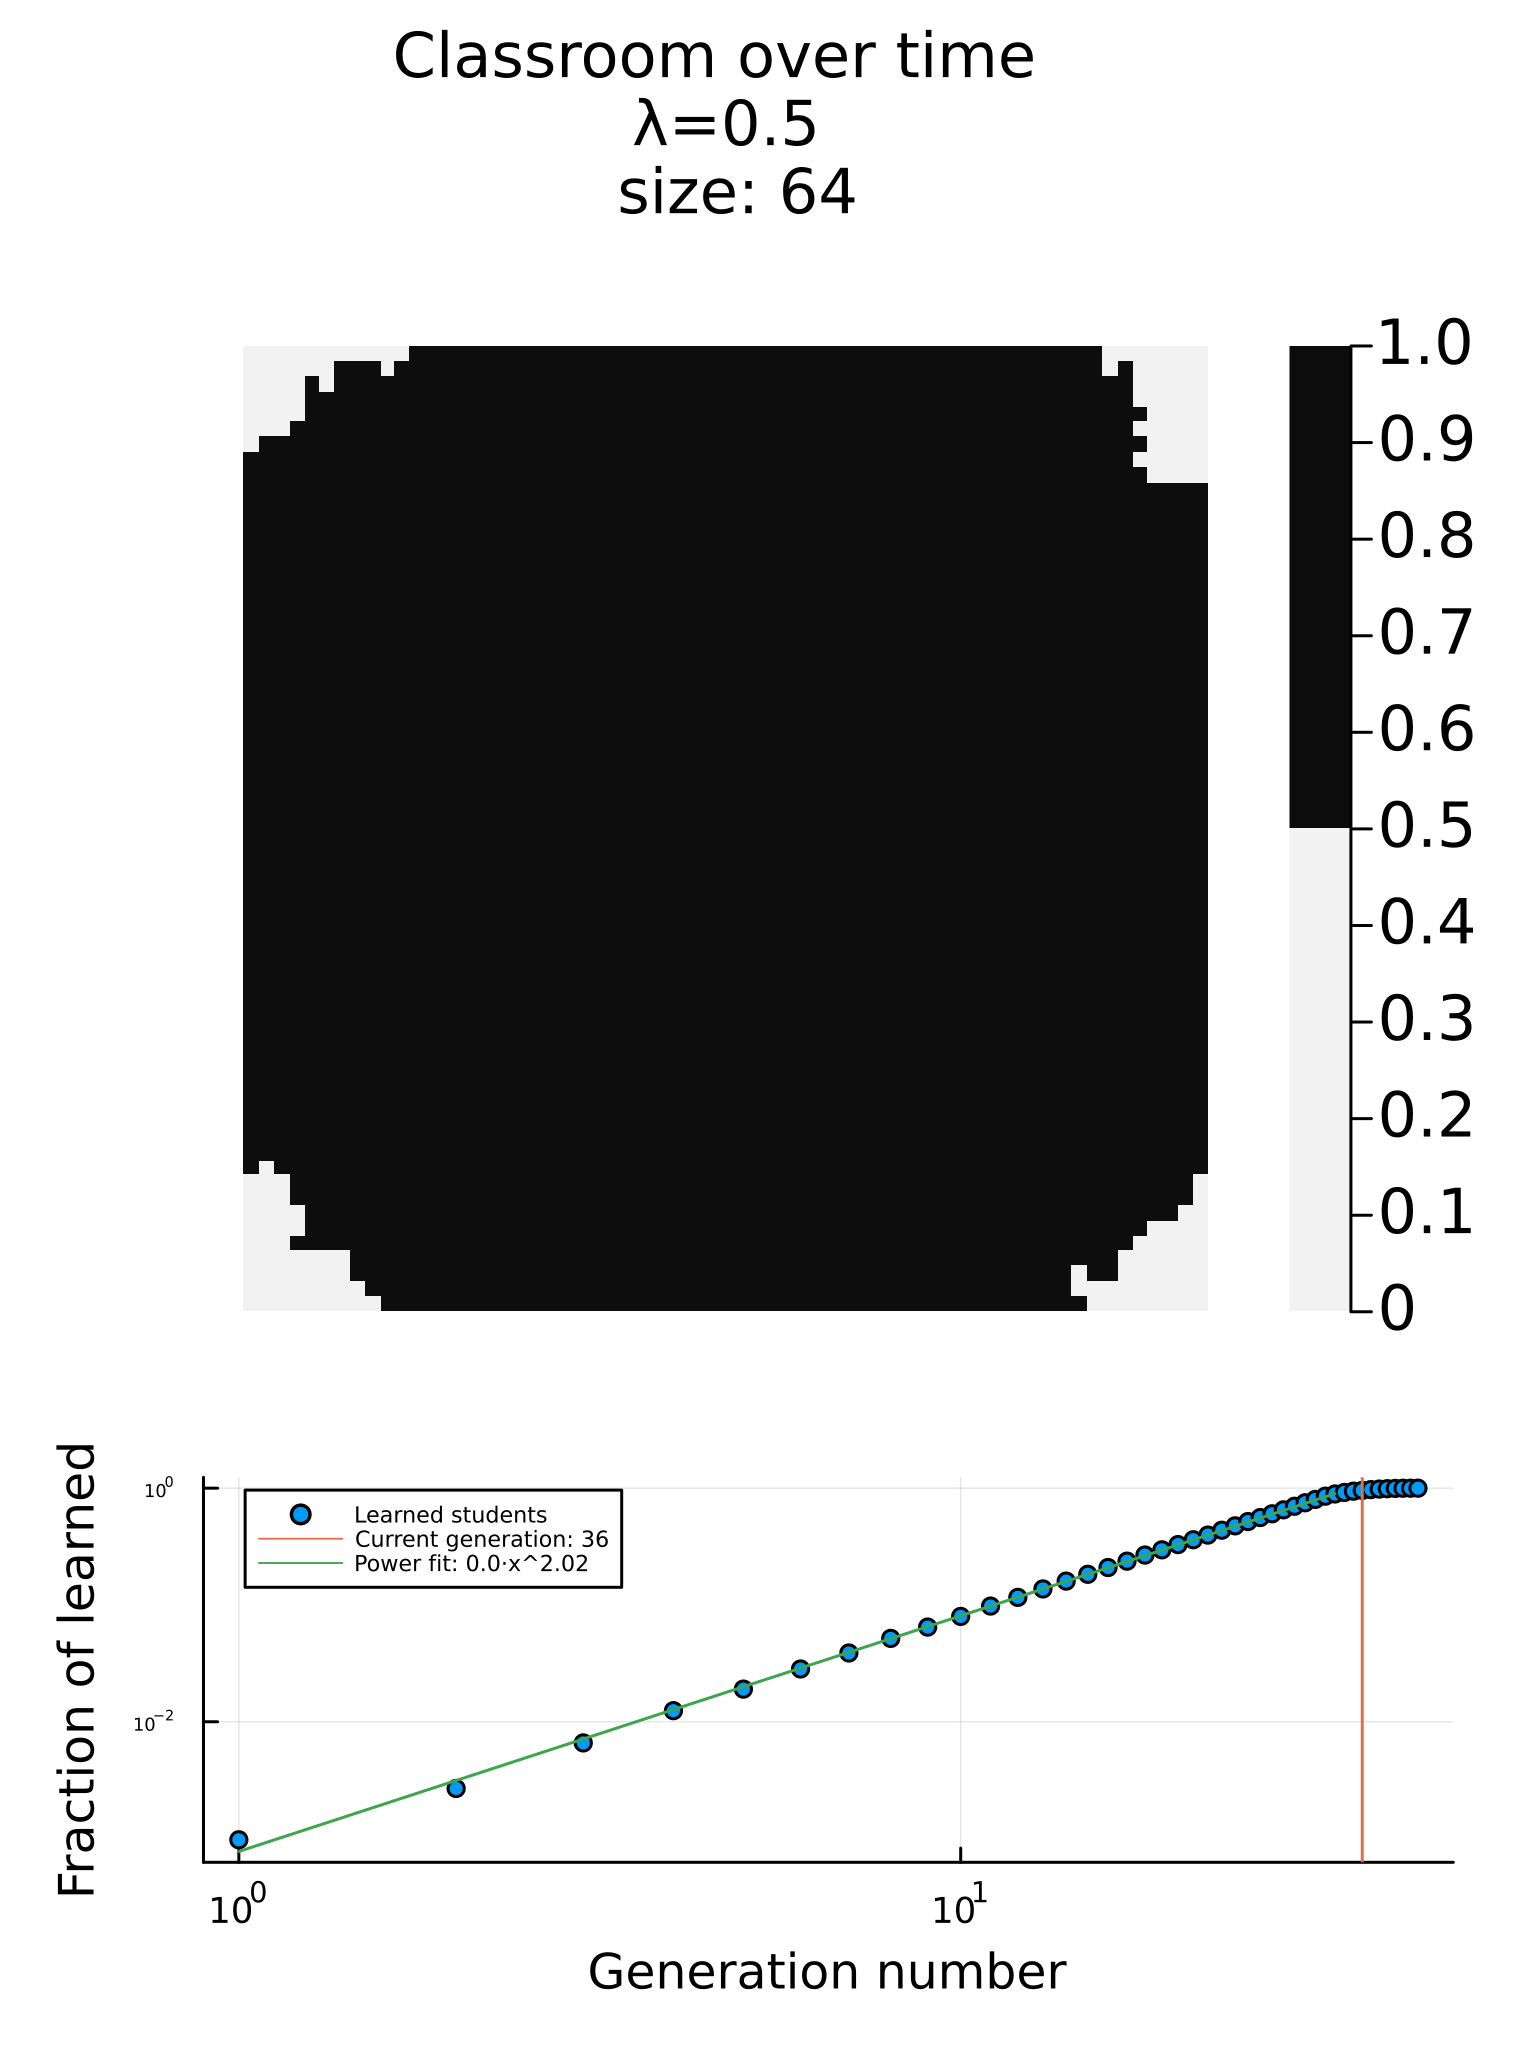 Classroom over time
λ=0.5
size: 64
1.0
0.9
0.8
0.7
0.6
0.5
0.4
0.3
0.2
0.1
0
Fraction of learned
10⁰
10⁻²
Learned students
Current generation: 36
Power fit: 0.0·x^2.02
10⁰
10¹
Generation number